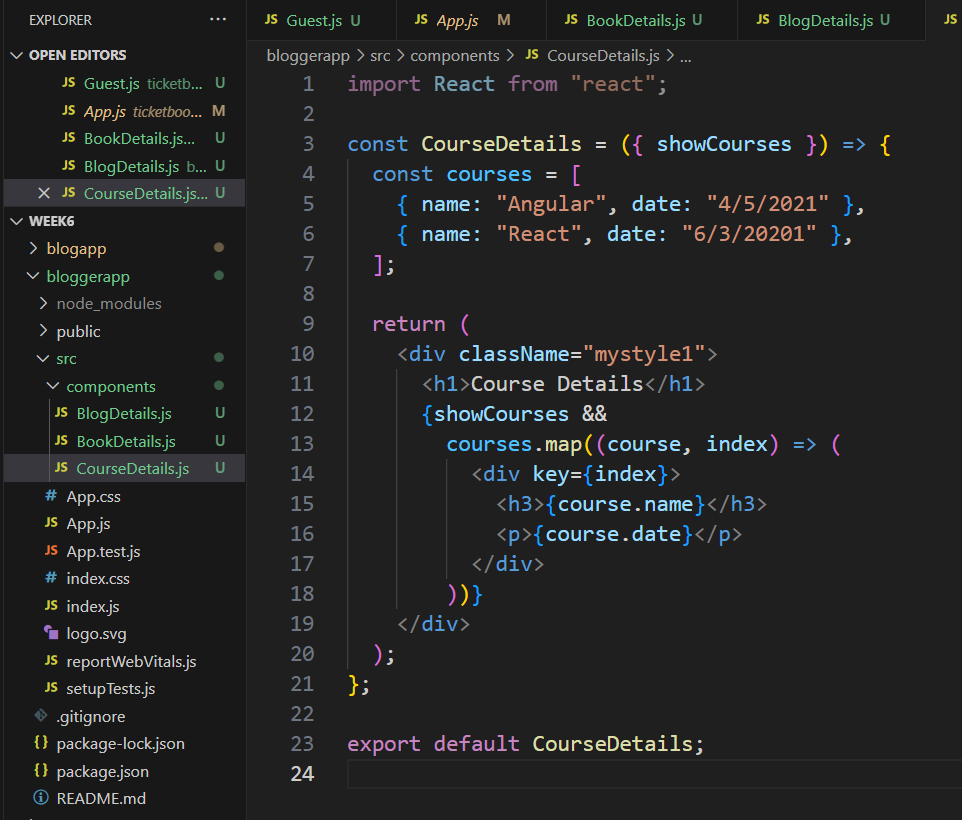 EXPLORER ...
OPEN EDITORS
JS Guest.js ticketb... U
JS App.js ticketboo... M
JS BookDetails.js... U
JS BlogDetails.js b... U
JS CourseDetails.js... U
WEEK6
blogapp
bloggerapp
node_modules
public
src
components
JS BlogDetails.js U
JS BookDetails.js U
JS CourseDetails.js U
# App.css
JS App.js
JS App.test.js
# index.css
JS index.js
logo.svg
JS reportWebVitals.js
JS setupTests.js
.gitignore
{} package-lock.json
{} package.json
README.md
JS Guest.js U JS App.js M JS BookDetails.js U JS BlogDetails.js U JS
bloggerapp > src > components > JS CourseDetails.js > ...
1 import React from "react";
2
3 const CourseDetails = ({ showCourses }) => {
4 const courses = [
5 { name: "Angular", date: "4/5/2021" },
6 { name: "React", date: "6/3/20201" },
7 ];
8
9 return (
10 <div className="mystyle1">
11 <h1>Course Details</h1>
12 {showCourses &&
13 courses.map((course, index) => (
14 <div key={index}>
15 <h3>{course.name}</h3>
16 <p>{course.date}</p>
17 </div>
18 ))}
19 </div>
20 );
21 };
22
23 export default CourseDetails;
24